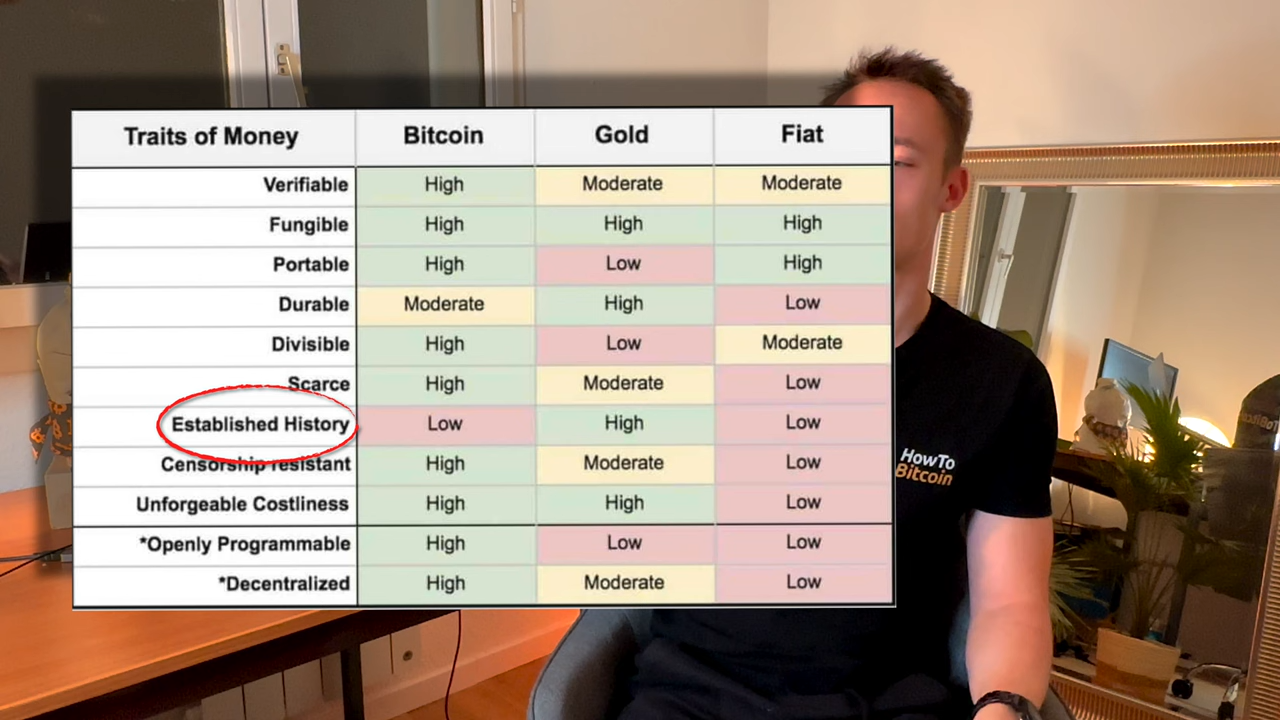 Traits of Money Bitcoin Gold Fiat
Verifiable High Moderate Moderate
Fungible High High High
Portable High Low High
Durable Moderate High Low
Divisible High Low Moderate
Scarce High Moderate Low
Established History Low High Low
Censorship resistant High Moderate Low
Unforgeable Costliness High High Low
*Openly Programmable High Low Low
*Decentralized High Moderate Low
HowTo
Bitcoin